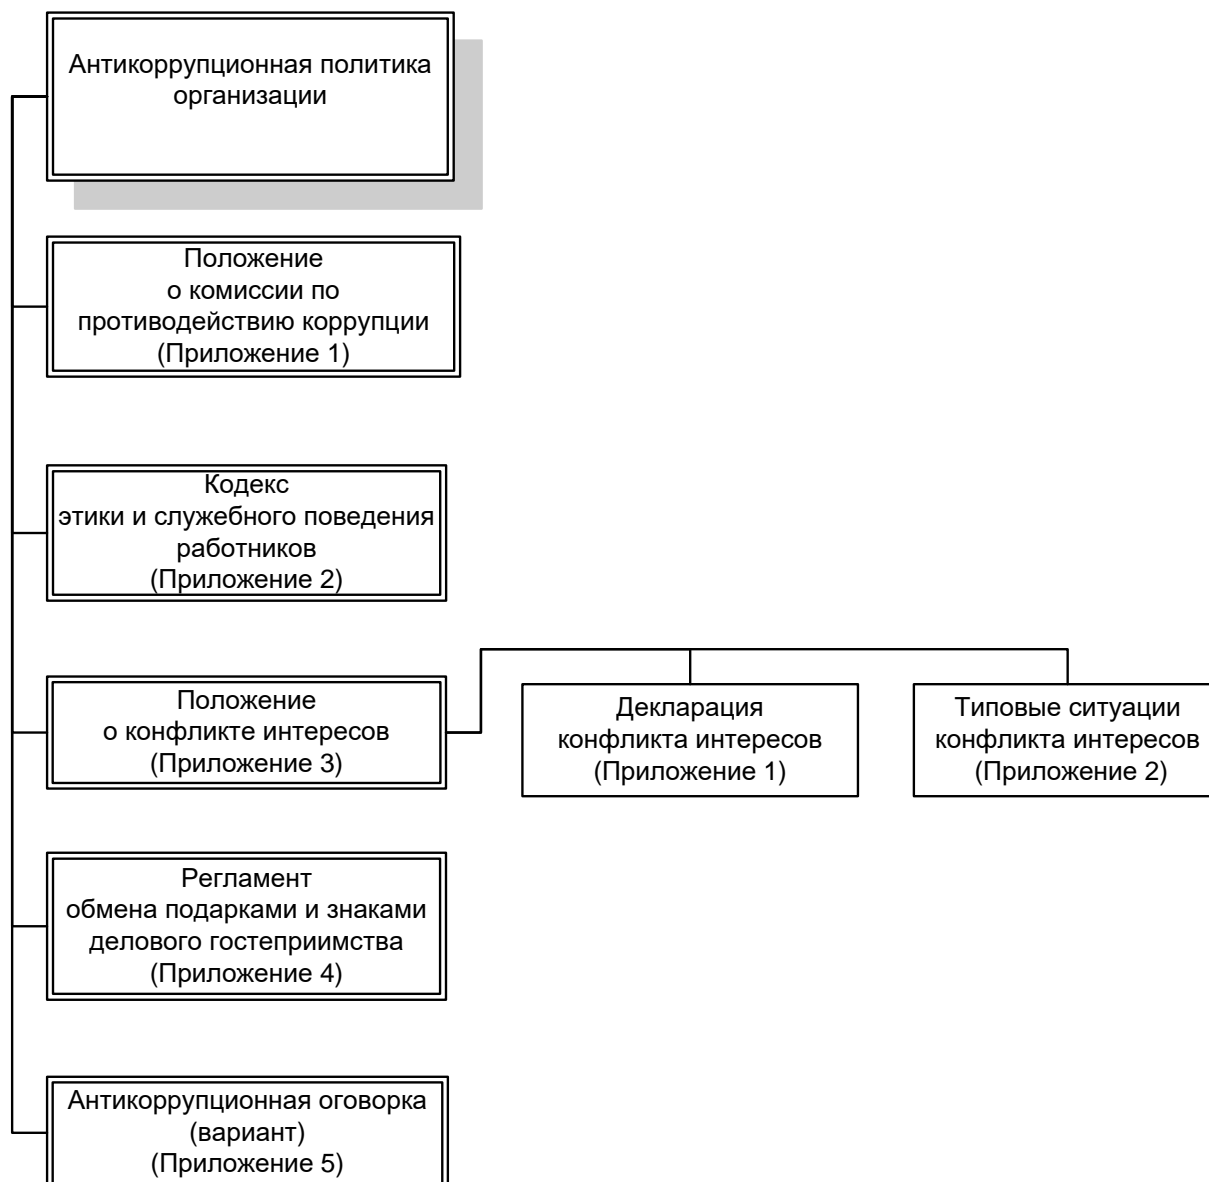 Антикоррупционная политика
организации
Положение
о комиссии по
противодействию коррупции
(Приложение 1)
Кодекс
этики и служебного поведения
работников
(Приложение 2)
Положение
о конфликте интересов
(Приложение 3)
Декларация
конфликта интересов
(Приложение 1)
Типовые ситуации
конфликта интересов
(Приложение 2)
Регламент
обмена подарками и знаками
делового гостеприимства
(Приложение 4)
Антикоррупционная оговорка
(вариант)
(Приложение 5)